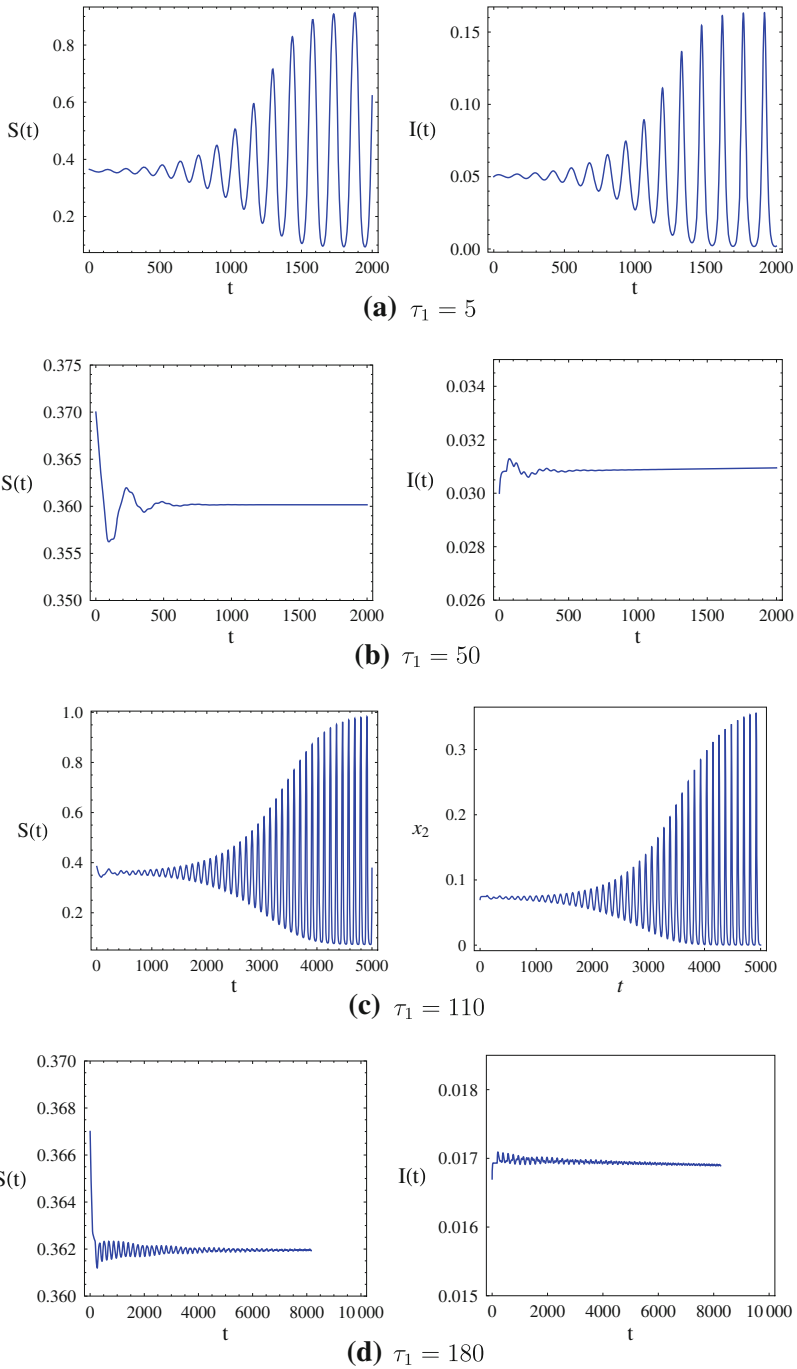 0.8
0.6
0.4
0.2
S(t)
0 500 1000 1500 2000
t
0.15
0.10
0.05
0.00
I(t)
0 500 1000 1500 2000
t
(a) τ₁ = 5
0.375
0.370
0.365
0.360
0.355
0.350
S(t)
0 500 1000 1500 2000
t
0.034
0.031
0.030
0.028
0.026
I(t)
0 500 1000 1500 2000
t
(b) τ₁ = 50
1.0
0.8
0.6
0.4
0.2
S(t)
0 1000 2000 3000 4000 5000
t
0.3
0.2
0.1
0
x₂
0 1000 2000 3000 4000 5000
t
(c) τ₁ = 110
0.370
0.368
0.366
0.364
0.362
0.360
S(t)
0 2000 4000 6000 8000 10 000
t
0.018
0.017
0.016
0.015
I(t)
0 2000 4000 6000 8000 10 000
t
(d) τ₁ = 180